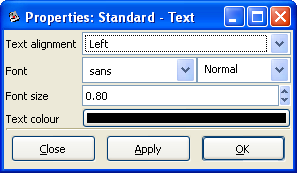 Properties: Standard - Text
Text alignment Left
Font sans Normal
Font size 0.80
Text colour
Close Apply OK